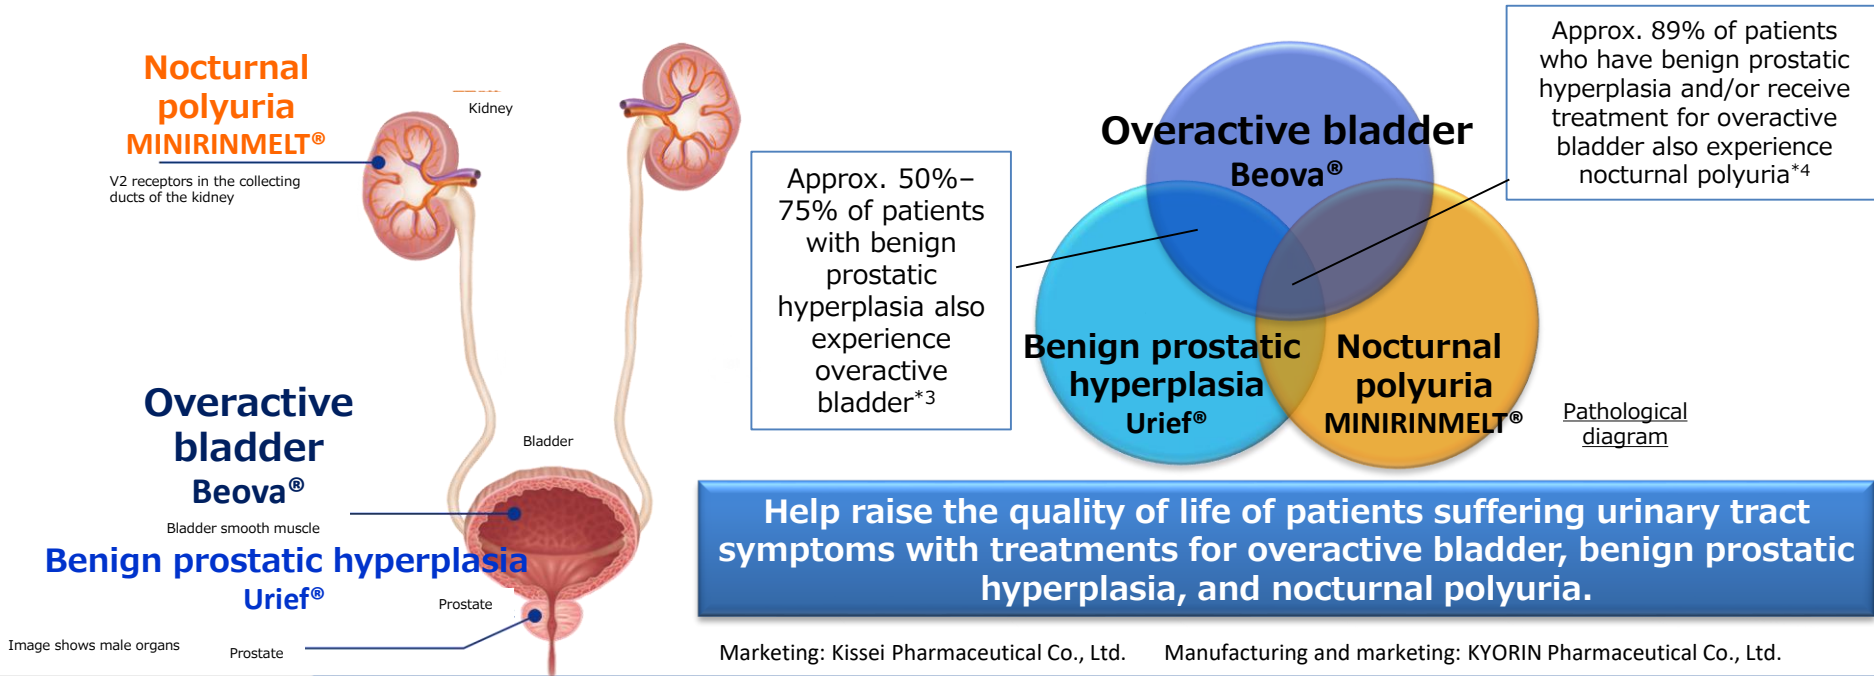 Nocturnal
polyuria
MINIRINMELT®
V2 receptors in the collecting
ducts of the kidney
Kidney
Overactive
bladder
Beova®
Bladder smooth muscle
Bladder
Benign prostatic hyperplasia
Urief®
Prostate
Image shows male organs
Prostate
Approx. 50%–
75% of patients
with benign
prostatic
hyperplasia also
experience
overactive
bladder*3
Overactive bladder
Beova®
Benign prostatic
hyperplasia
Urief®
Nocturnal
polyuria
MINIRINMELT®
Approx. 89% of patients
who have benign prostatic
hyperplasia and/or receive
treatment for overactive
bladder also experience
nocturnal polyuria*4
Pathological
diagram
Help raise the quality of life of patients suffering urinary tract
symptoms with treatments for overactive bladder, benign prostatic
hyperplasia, and nocturnal polyuria.
Marketing: Kissei Pharmaceutical Co., Ltd.
Manufacturing and marketing: KYORIN Pharmaceutical Co., Ltd.